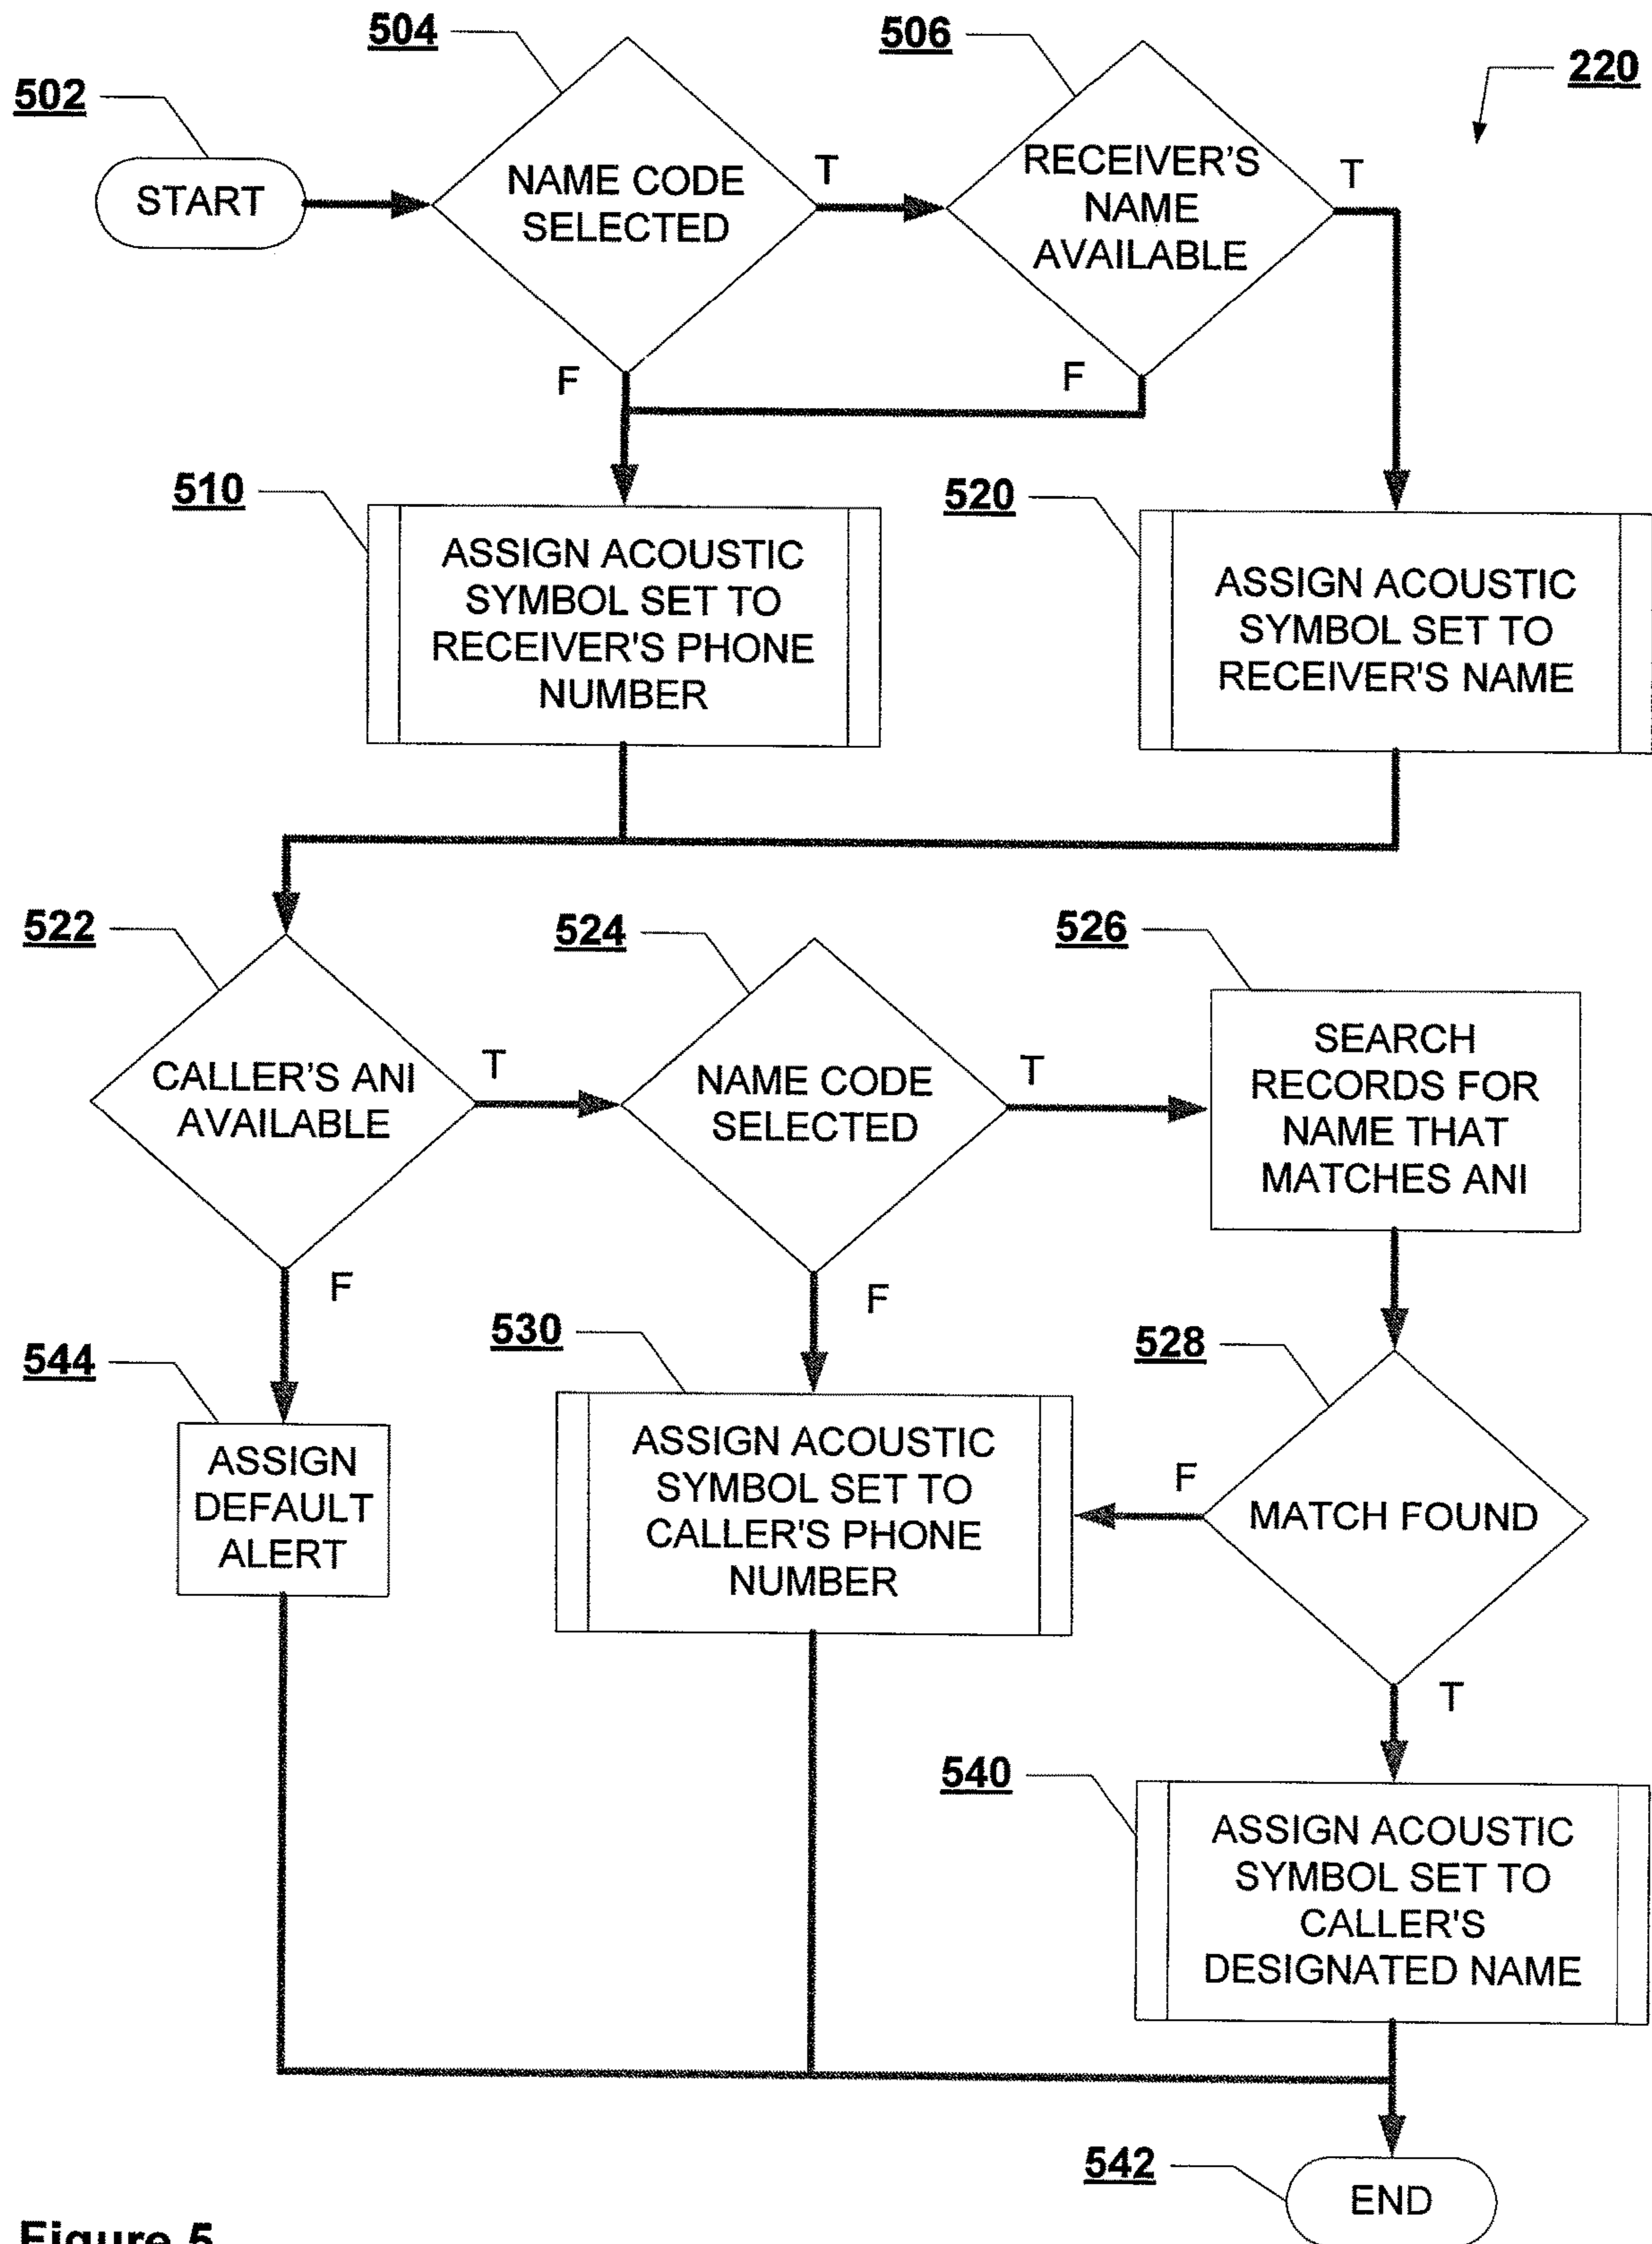 504
506
220
502
START
NAME CODE
SELECTED
T
RECEIVER'S
NAME
AVAILABLE
T
F
F
510
ASSIGN ACOUSTIC
SYMBOL SET TO
RECEIVER'S PHONE
NUMBER
520
ASSIGN ACOUSTIC
SYMBOL SET TO
RECEIVER'S NAME
522
CALLER'S ANI
AVAILABLE
T
F
524
NAME CODE
SELECTED
T
F
526
SEARCH
RECORDS FOR
NAME THAT
MATCHES ANI
544
ASSIGN
DEFAULT
ALERT
530
ASSIGN ACOUSTIC
SYMBOL SET TO
CALLER'S PHONE
NUMBER
528
F
MATCH FOUND
T
540
ASSIGN ACOUSTIC
SYMBOL SET TO
CALLER'S
DESIGNATED NAME
542
END
Figure 5